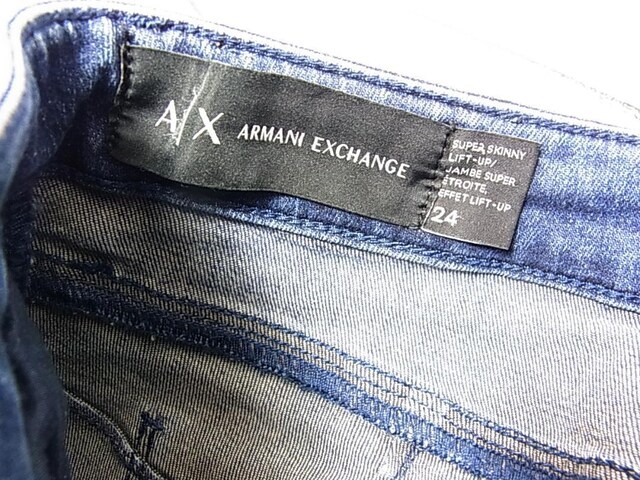 A/X ARMANI EXCHANGE
SUPER SKINNY
LIFT-UP/
JAMBE SUPER
ETROITE,
EFFET LIFT-UP
24